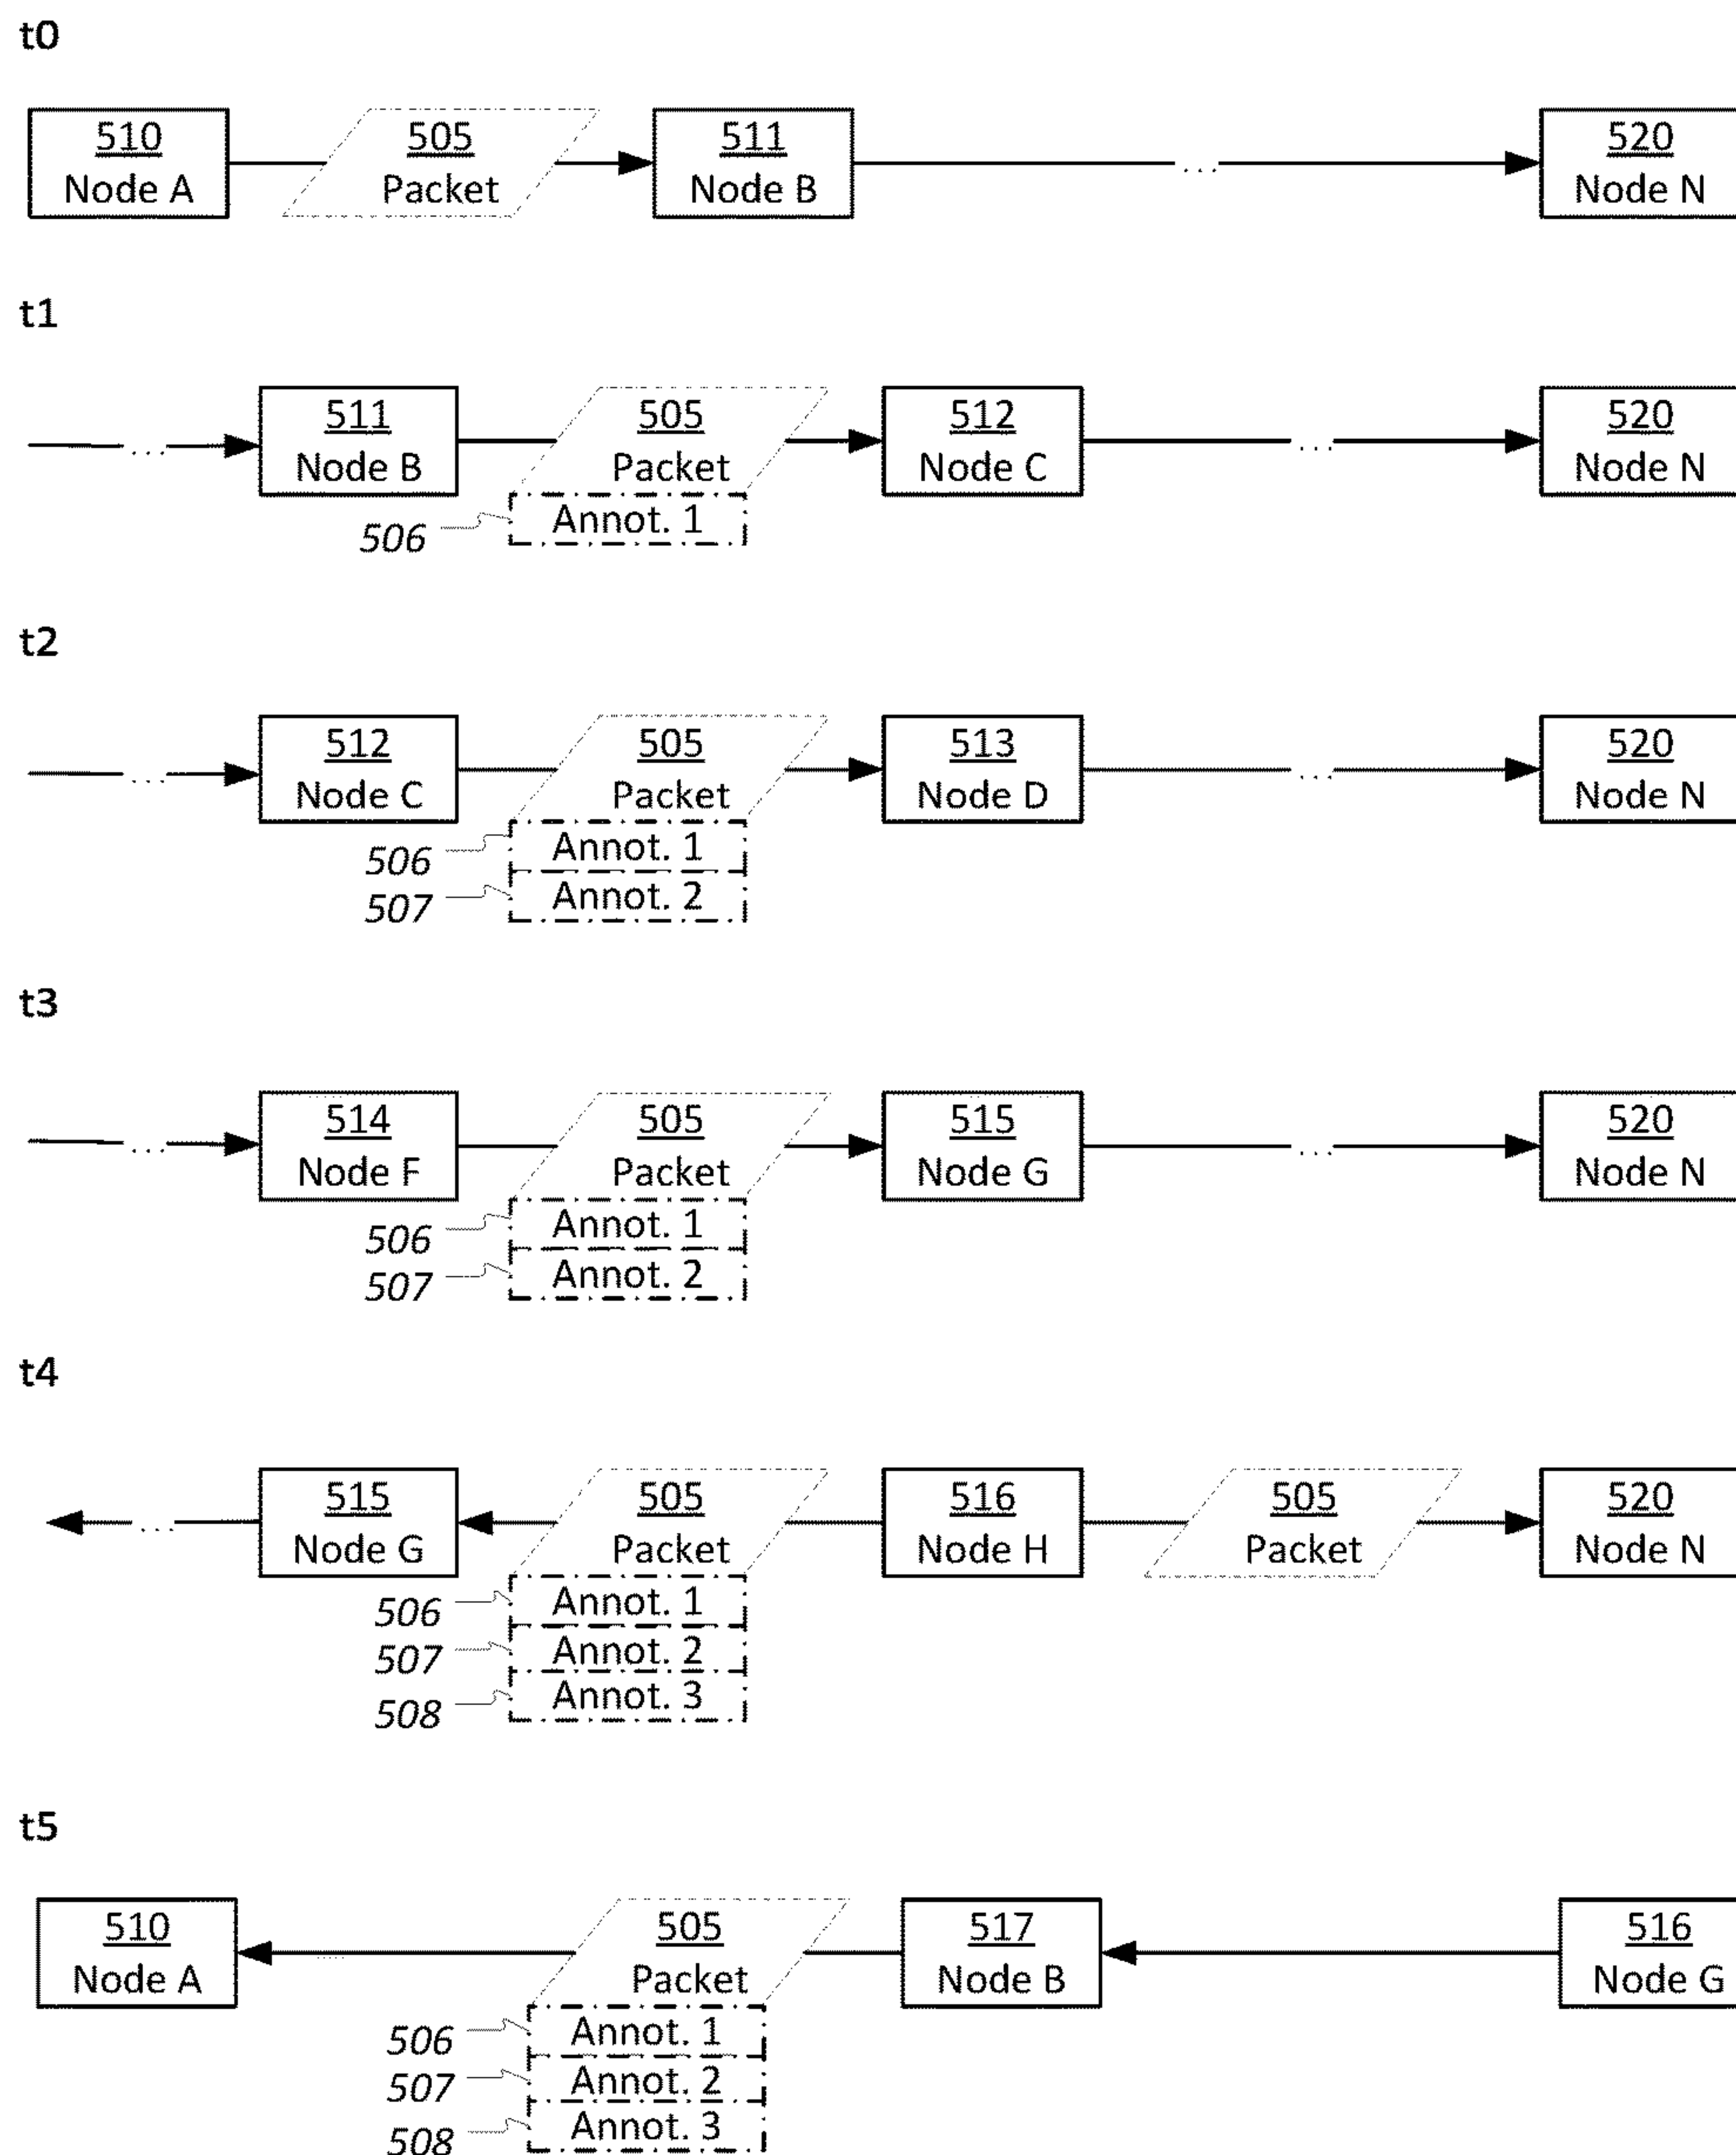 t0
510
Node A
505
Packet
511
Node B
...
520
Node N
t1
...
511
Node B
505
Packet
506
Annot. 1
512
Node C
...
520
Node N
t2
...
512
Node C
505
Packet
506
Annot. 1
507
Annot. 2
513
Node D
...
520
Node N
t3
...
514
Node F
505
Packet
506
Annot. 1
507
Annot. 2
515
Node G
...
520
Node N
t4
...
515
Node G
505
Packet
506
Annot. 1
507
Annot. 2
508
Annot. 3
516
Node H
505
Packet
520
Node N
t5
510
Node A
....
505
Packet
506
Annot. 1
507
Annot. 2
508
Annot. 3
517
Node B
516
Node G